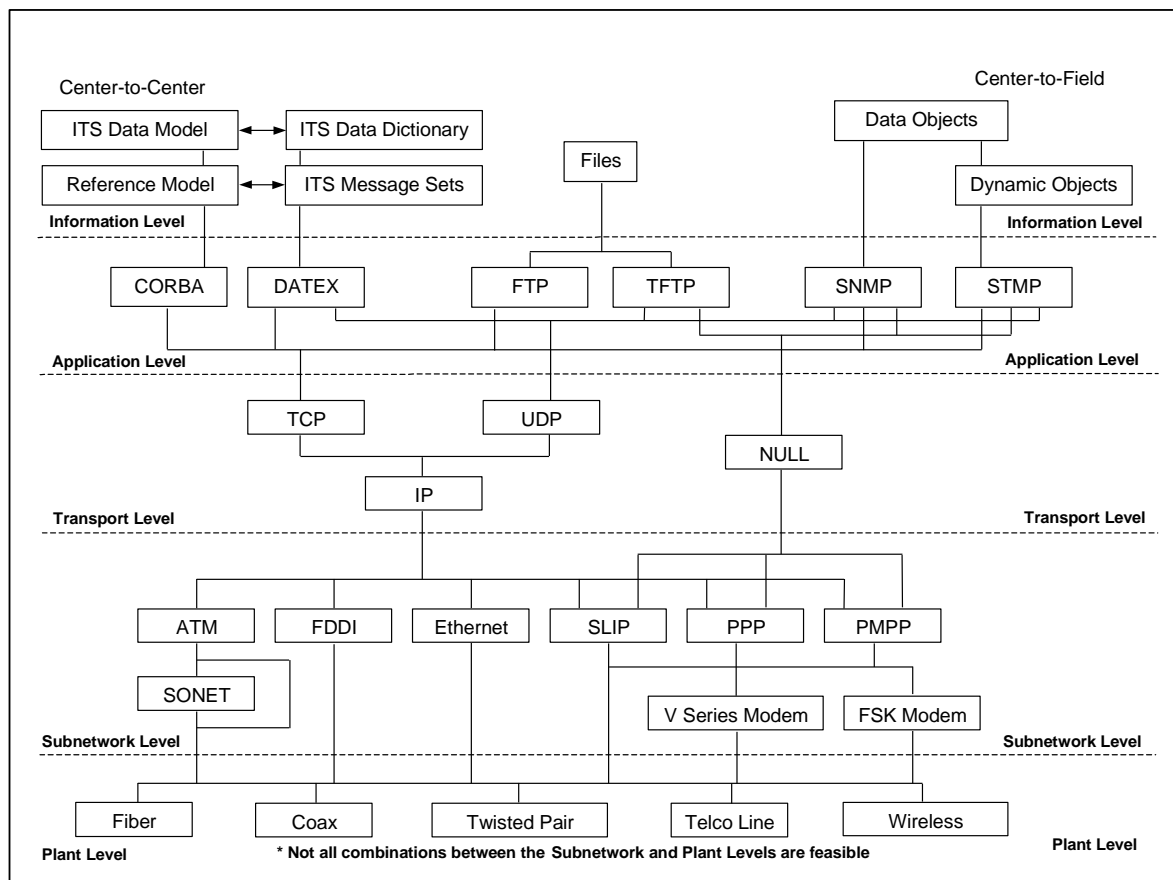 Center-to-Center
Center-to-Field
ITS Data Model
ITS Data Dictionary
Data Objects
Files
Reference Model
ITS Message Sets
Dynamic Objects
Information Level
Information Level
CORBA
DATEX
FTP
TFTP
SNMP
STMP
Application Level
Application Level
TCP
UDP
NULL
IP
Transport Level
Transport Level
ATM
FDDI
Ethernet
SLIP
PPP
PMPP
SONET
V Series Modem
FSK Modem
Subnetwork Level
Subnetwork Level
Fiber
Coax
Twisted Pair
Telco Line
Wireless
Plant Level
* Not all combinations between the Subnetwork and Plant Levels are feasible
Plant Level